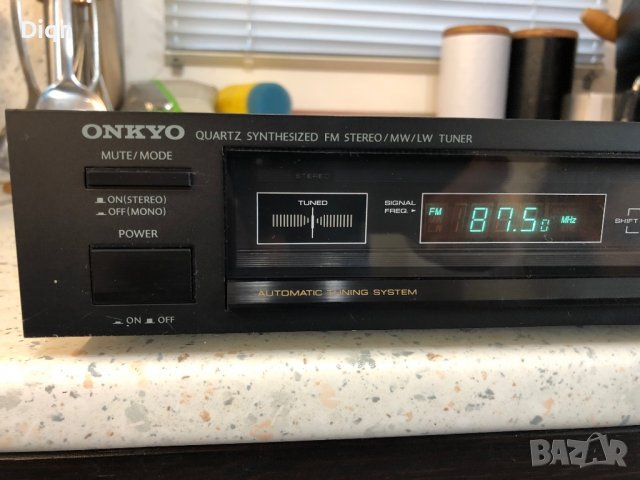 Diqn
ONKYO QUARTZ SYNTHESIZED FM STEREO/MW/LW TUNER
MUTE/MODE
ON(STEREO)
OFF(MONO)
POWER
ON OFF
STEREO
TUNED
SIGNAL
FREQ.
FM 87.50 MHz
SHIFT
AUTOMATIC TUNING SYSTEM
BAZAR